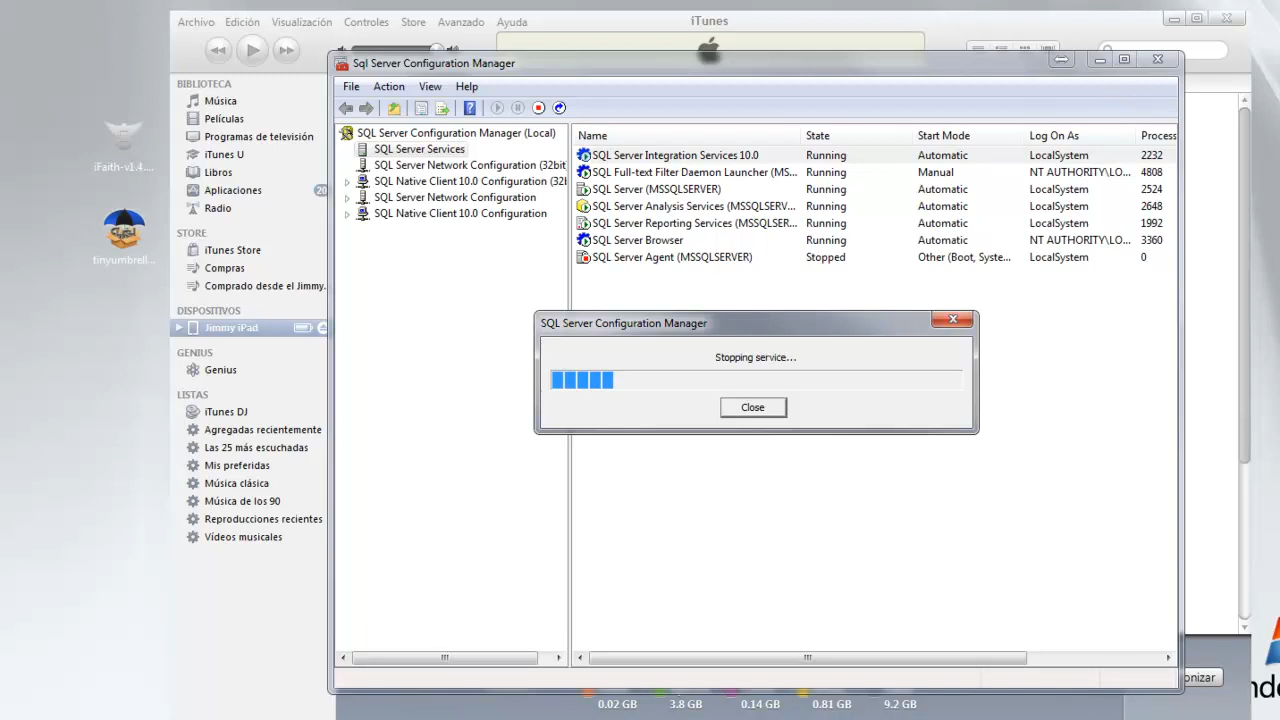 Archivo Edición Visualización Controles Store Avanzado Ayuda
iTunes
Sql Server Configuration Manager
File Action View Help
iFaith-v1.4....
tinyumbrell...
BIBLIOTECA
Música
Películas
Programas de televisión
iTunes U
Libros
Aplicaciones 20
Radio
STORE
iTunes Store
Compras
Comprado desde el Jimmy.
DISPOSITIVOS
Jimmy iPad
GENIUS
Genius
LISTAS
iTunes DJ
Agregadas recientemente
Las 25 más escuchadas
Mis preferidas
Música clásica
Música de los 90
Reproducciones recientes
Vídeos musicales
SQL Server Configuration Manager (Local)
SQL Server Services
SQL Server Network Configuration (32bit
SQL Native Client 10.0 Configuration (32b
SQL Server Network Configuration
SQL Native Client 10.0 Configuration
Name State Start Mode Log On As Process
SQL Server Integration Services 10.0 Running Automatic LocalSystem 2232
SQL Full-text Filter Daemon Launcher (MS... Running Manual NT AUTHORITY\LO... 4808
SQL Server (MSSQLSERVER) Running Automatic LocalSystem 2524
SQL Server Analysis Services (MSSQLSERV... Running Automatic LocalSystem 2648
SQL Server Reporting Services (MSSQLSER... Running Automatic LocalSystem 1992
SQL Server Browser Running Automatic NT AUTHORITY\LO... 3360
SQL Server Agent (MSSQLSERVER) Stopped Other (Boot, Syste... LocalSystem 0
SQL Server Configuration Manager
Stopping service...
Close
onizar
0.02 GB 3.8 GB 0.14 GB 0.81 GB 9.2 GB